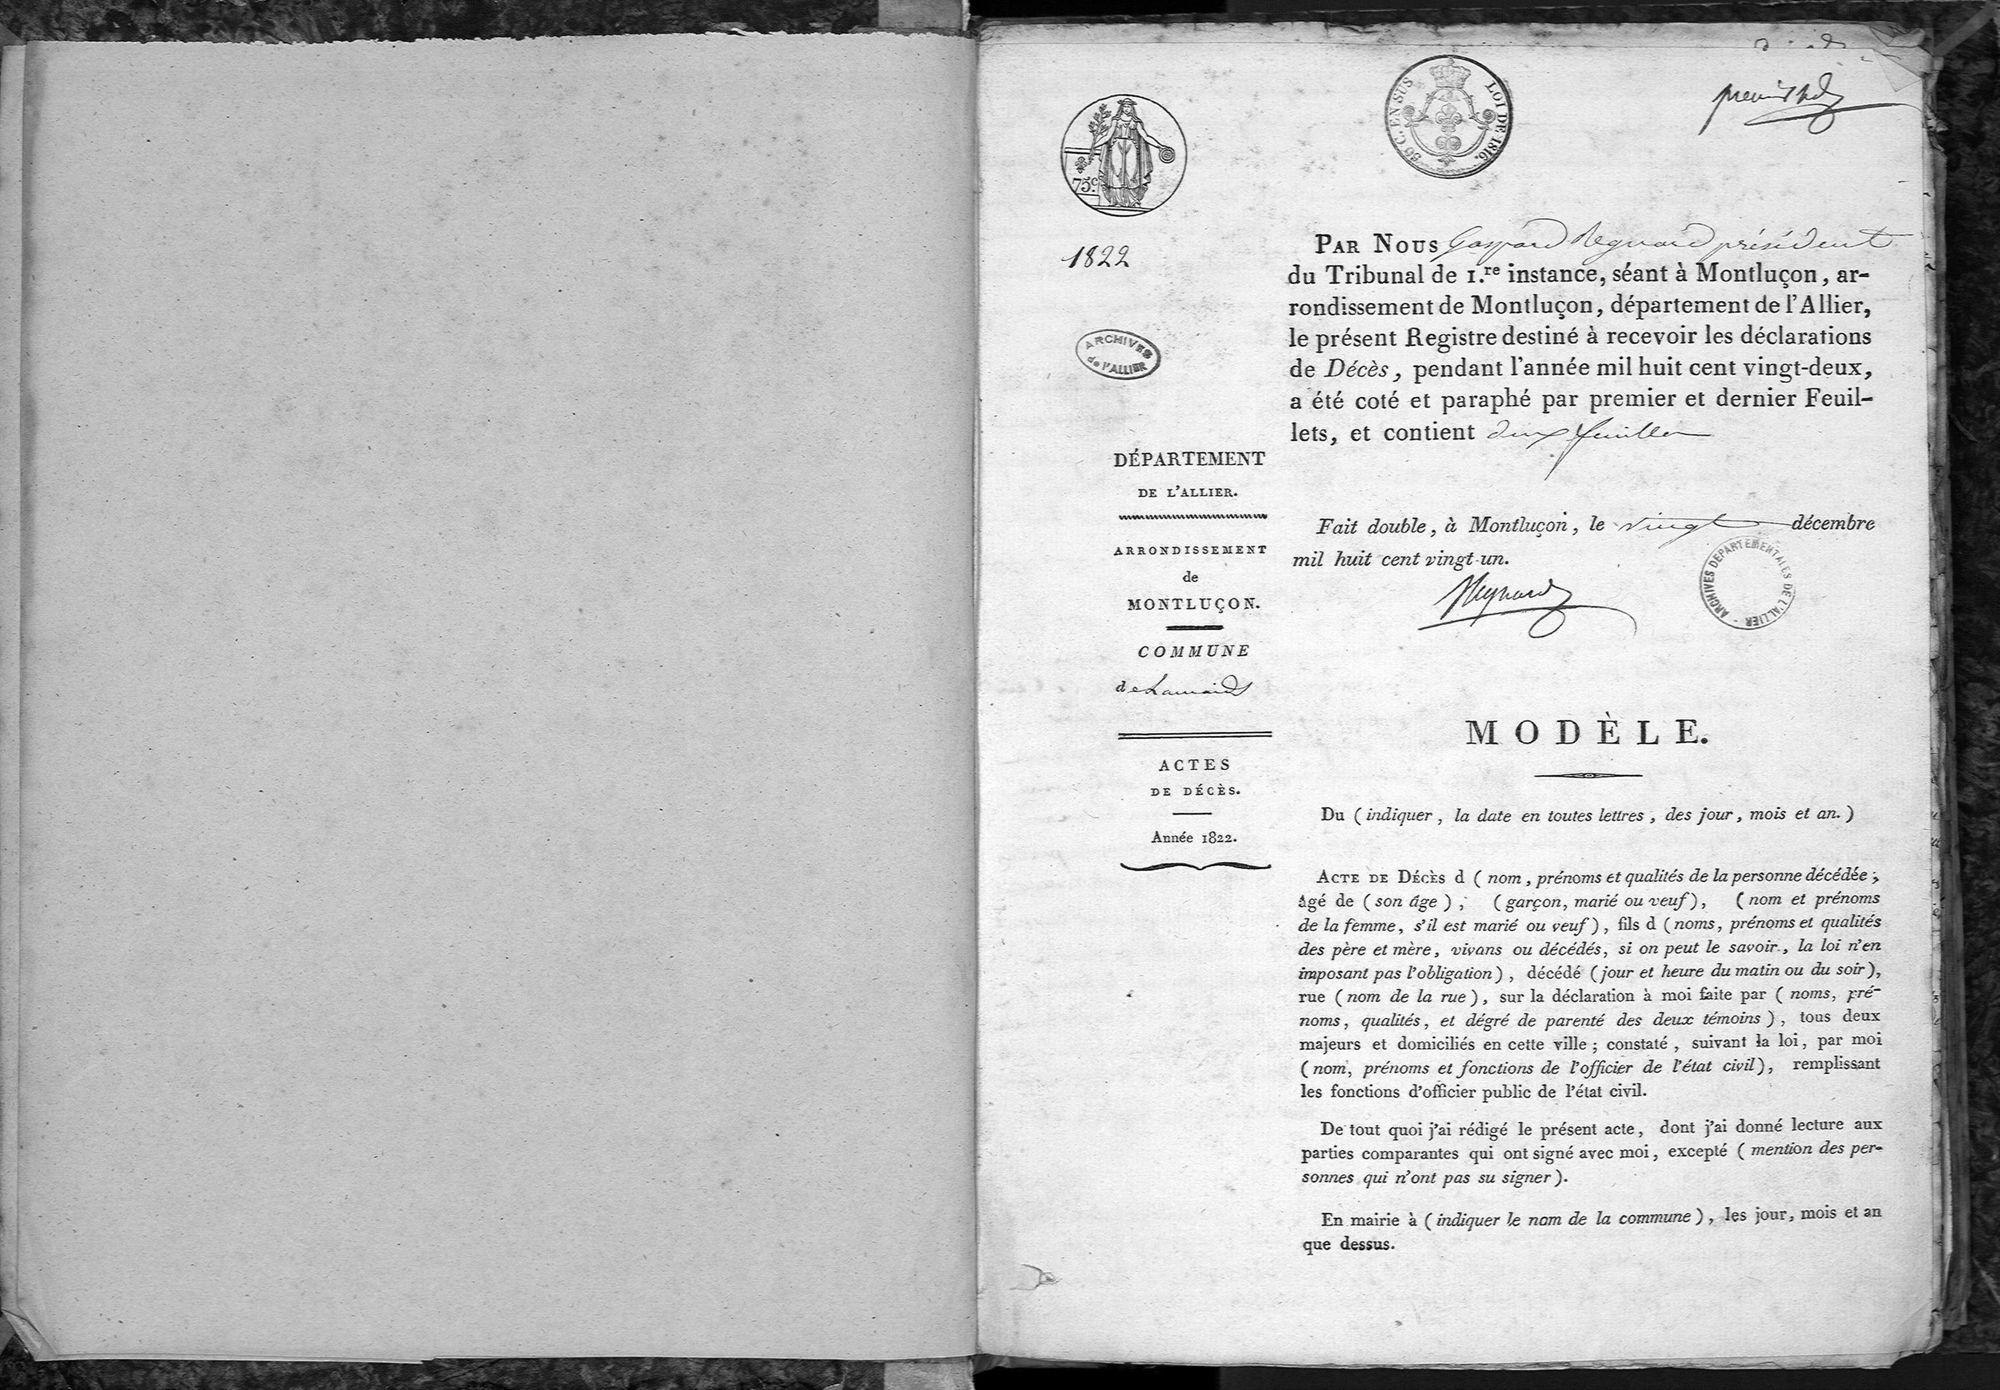 premier
75.c
85 C. EN SUS LOI DE 1816.
1822
ARCHIVES
de l'ALLIER
DÉPARTEMENT
DE L'ALLIER.
ARRONDISSEMENT
de
MONTLUÇON.
COMMUNE
de Lamaids
ACTES
DE DÉCÈS.
Année 1822.
PAR NOUS Gaspard Regnard président
du Tribunal de 1.re instance, séant à Montluçon, ar-
rondissement de Montluçon, département de l'Allier,
le présent Registre destiné à recevoir les déclarations
de Décès, pendant l'année mil huit cent vingt-deux,
a été coté et paraphé par premier et dernier Feuil-
lets, et contient deux feuilles
Fait double, à Montluçon, le vingt décembre
mil huit cent vingt-un.
Regnard
ARCHIVES DEPARTEMENTALES DE L'ALLIER -
MODÈLE.
Du (indiquer, la date en toutes lettres, des jour, mois et an.)
ACTE DE DÉCÈS d (nom, prénoms et qualités de la personne décédée;
âgé de (son âge), (garçon, marié ou veuf), (nom et prénoms
de la femme, s'il est marié ou veuf), fils d (noms, prénoms et qualités
des père et mère, vivans ou décédés, si on peut le savoir, la loi n'en
imposant pas l'obligation), décédé (jour et heure du matin ou du soir),
rue (nom de la rue), sur la déclaration à moi faite par (noms, pré-
noms, qualités, et dégré de parenté des deux témoins), tous deux
majeurs et domiciliés en cette ville; constaté, suivant la loi, par moi
(nom, prénoms et fonctions de l'officier de l'état civil), remplissant
les fonctions d'officier public de l'état civil.
De tout quoi j'ai rédigé le présent acte, dont j'ai donné lecture aux
parties comparantes qui ont signé avec moi, excepté (mention des per-
sonnes qui n'ont pas su signer).
En mairie à (indiquer le nom de la commune), les jour, mois et an
que dessus.